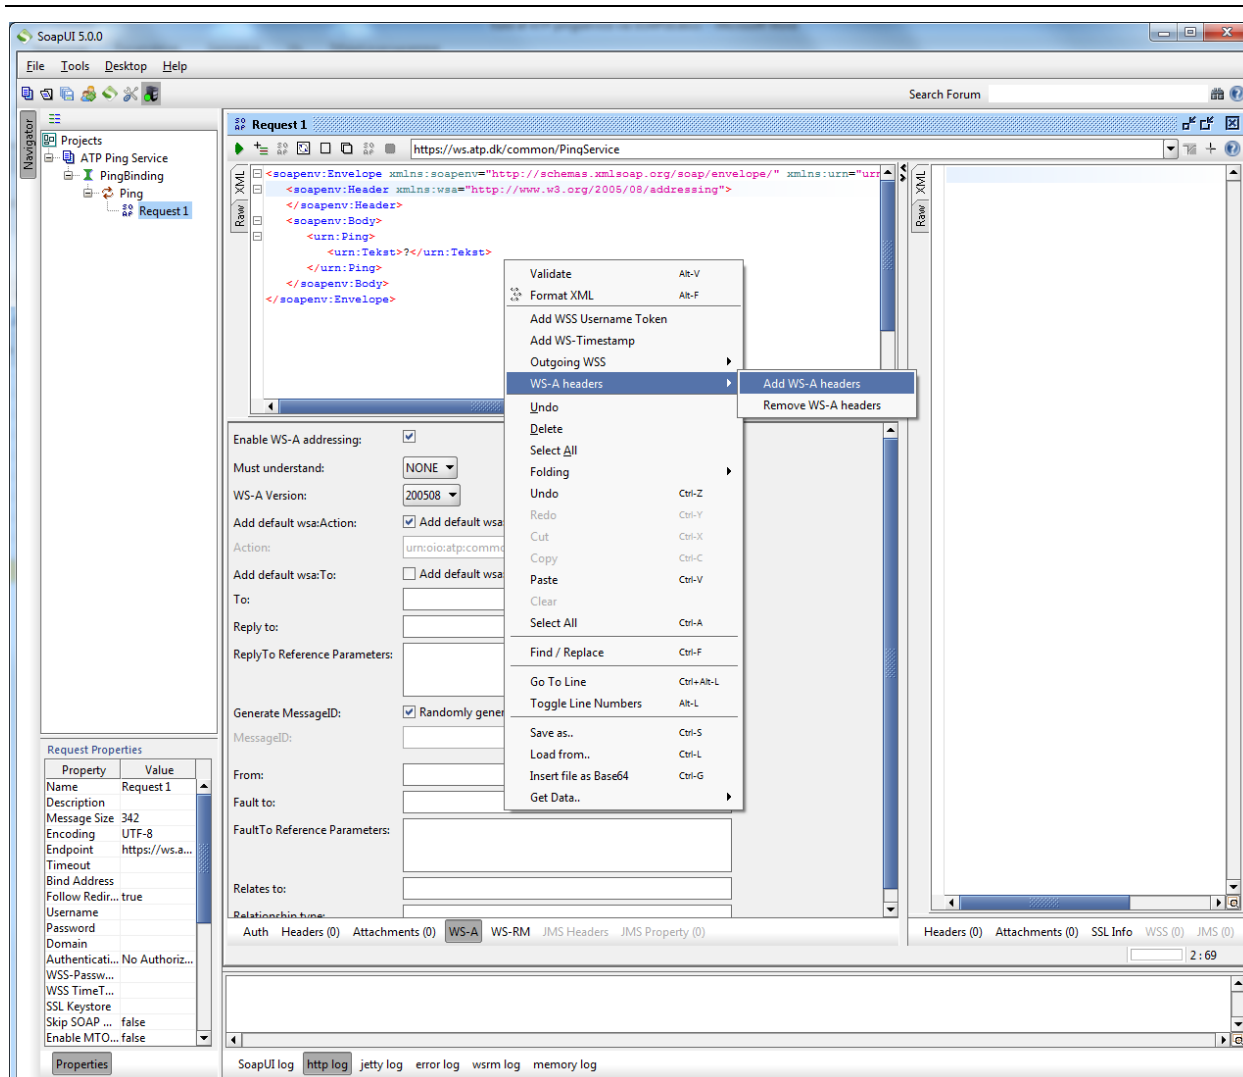 SoapUI 5.0.0
File Tools Desktop Help
Search Forum
Navigator
Projects
ATP Ping Service
PingBinding
Ping
Request 1
Request 1
https://ws.atp.dk/common/PingService
XML
Raw
<soapenv:Envelope xmlns:soapenv="http://schemas.xmlsoap.org/soap/envelope/" xmlns:urn="urr
<soapenv:Header xmlns:wsa="http://www.w3.org/2005/08/addressing">
</soapenv:Header>
<soapenv:Body>
<urn:Ping>
<urn:Tekst>?</urn:Tekst>
</urn:Ping>
</soapenv:Body>
</soapenv:Envelope>
XML
Raw
Validate Alt-V
Format XML Alt-F
Add WSS Username Token
Add WS-Timestamp
Outgoing WSS
WS-A headers
Add WS-A headers
Remove WS-A headers
Undo
Delete
Select All
Folding
Undo Ctrl-Z
Redo Ctrl-Y
Cut Ctrl-X
Copy Ctrl-C
Paste Ctrl-V
Clear
Select All Ctrl-A
Find / Replace Ctrl-F
Go To Line Ctrl+Alt-L
Toggle Line Numbers Alt-L
Save as.. Ctrl-S
Load from.. Ctrl-L
Insert file as Base64 Ctrl-G
Get Data..
Enable WS-A addressing:
Must understand: NONE
WS-A Version: 200508
Add default wsa:Action: Add default wsa
Action: urn:oio:atp:commo
Add default wsa:To: Add default wsa
To:
Reply to:
ReplyTo Reference Parameters:
Generate MessageID: Randomly gener
MessageID:
From:
Fault to:
FaultTo Reference Parameters:
Relates to:
Relationship type:
Auth Headers (0) Attachments (0) WS-A WS-RM JMS Headers JMS Property (0)
Headers (0) Attachments (0) SSL Info WSS (0) JMS (0)
2 : 69
Request Properties
Property Value
Name Request 1
Description
Message Size 342
Encoding UTF-8
Endpoint https://ws.a...
Timeout
Bind Address
Follow Redir... true
Username
Password
Domain
Authenticati... No Authoriz...
WSS-Passw...
WSS TimeT...
SSL Keystore
Skip SOAP ... false
Enable MTO... false
Properties
SoapUI log http log jetty log error log wsrm log memory log